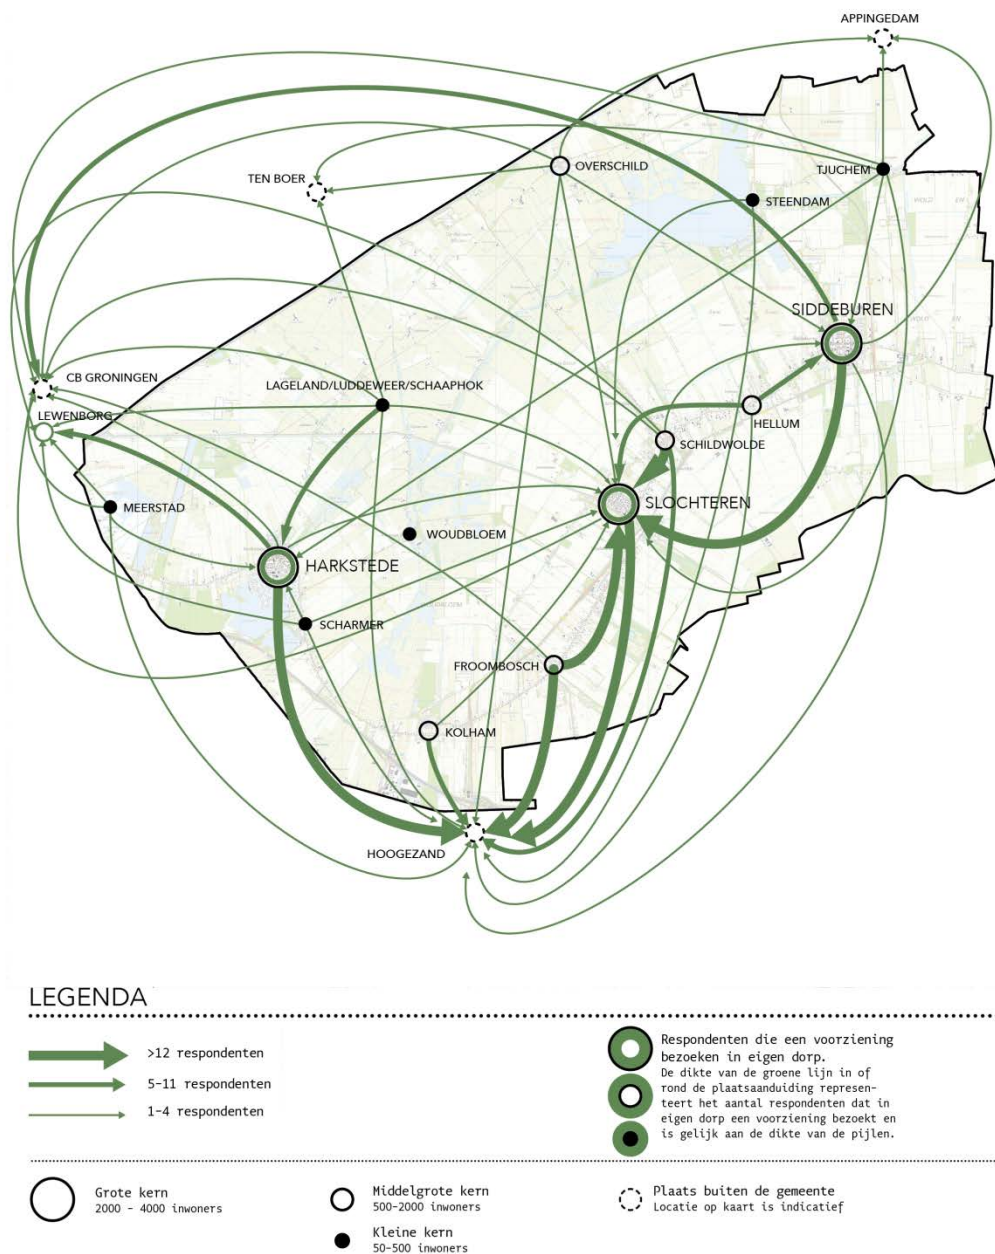 APPINGEDAM
OVERSCHILD
TJUCHEM
TEN BOER
STEENDAM
SIDDEBUREN
CB GRONINGEN
LAGELAND/LUDDEWEER/SCHAAPHOK
LEWENBORG
HELLUM
SCHILDWOLDE
SLOCHTEREN
MEERSTAD
WOUDBLOEM
HARKSTEDE
SCHARMER
FROOMBOSCH
KOLHAM
HOOGEZAND
LEGENDA
>12 respondenten
5-11 respondenten
1-4 respondenten
Respondenten die een voorziening
bezoeken in eigen dorp.
De dikte van de groene lijn in of
rond de plaatsaanduiding represen-
teert het aantal respondenten dat in
eigen dorp een voorziening bezoekt en
is gelijk aan de dikte van de pijlen.
Grote kern
2000 - 4000 inwoners
Middelgrote kern
500-2000 inwoners
Kleine kern
50-500 inwoners
Plaats buiten de gemeente
Locatie op kaart is indicatief